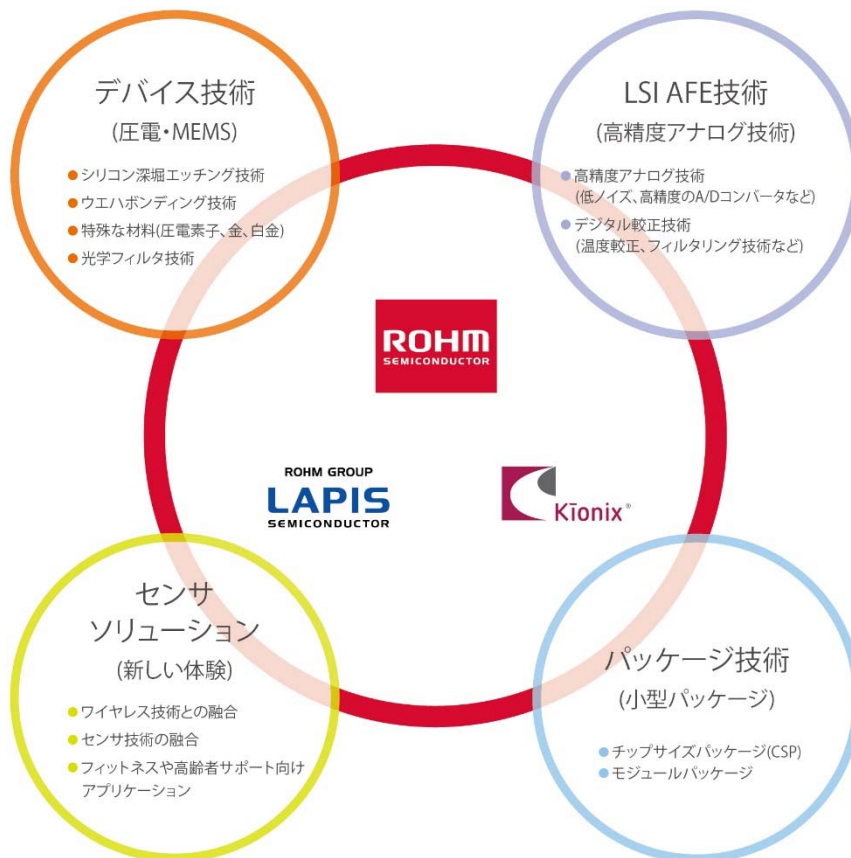 デバイス技術
(圧電・MEMS)
●シリコン深堀エッチング技術
●ウエハボンディング技術
●特殊な材料(圧電素子、金、白金)
●光学フィルタ技術
LSI AFE技術
(高精度アナログ技術)
●高精度アナログ技術
(低ノイズ、高精度のA/Dコンバータなど)
●デジタル較正技術
(温度較正、フィルタリング技術など)
ROHM
SEMICONDUCTOR
ROHM GROUP
LAPIS
SEMICONDUCTOR
Kionix®
センサ
ソリューション
(新しい体験)
●ワイヤレス技術との融合
●センサ技術の融合
●フィットネスや高齢者サポート向け
アプリケーション
パッケージ技術
(小型パッケージ)
●チップサイズパッケージ(CSP)
●モジュールパッケージ